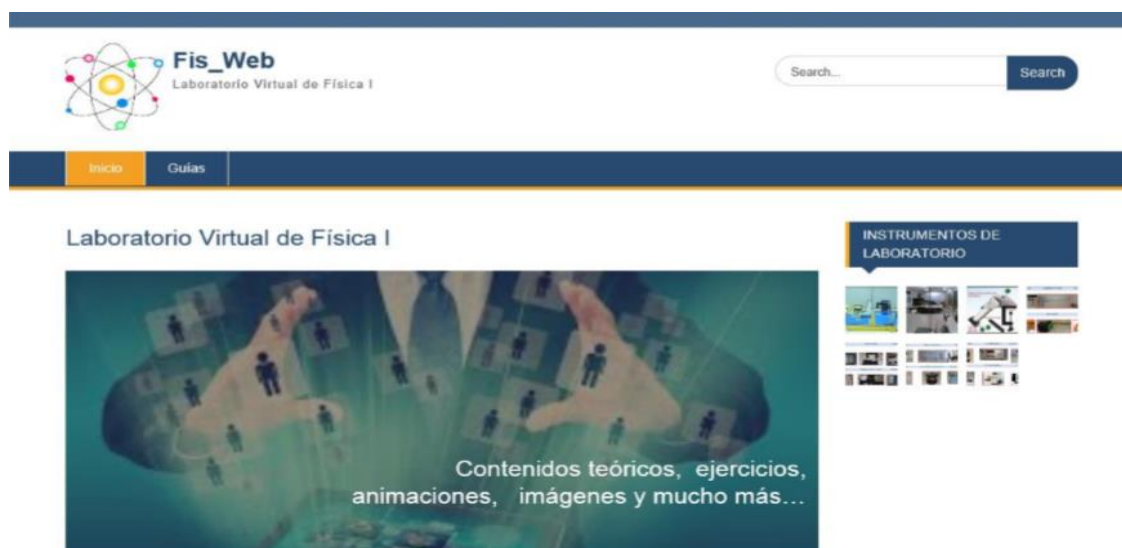 Fis_Web
Laboratorio Virtual de Física I
Search...
Search
Inicio
Guías
Laboratorio Virtual de Física I
INSTRUMENTOS DE
LABORATORIO
Contenidos teóricos, ejercicios,
animaciones, imágenes y mucho más...